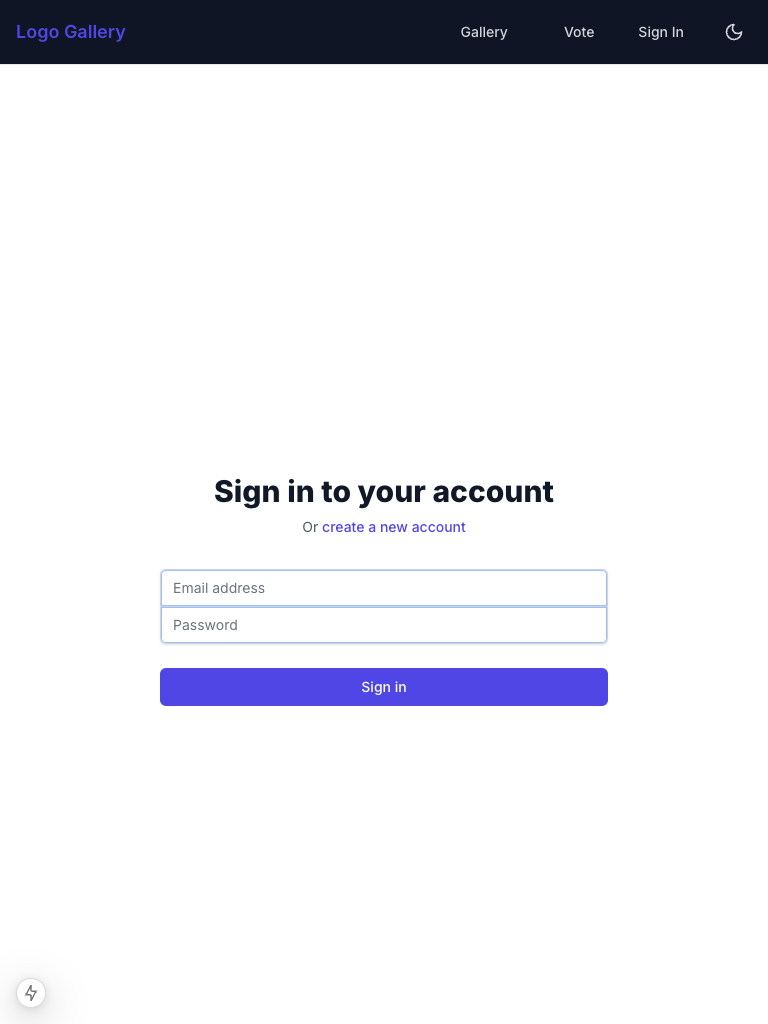 Logo Gallery
Gallery Vote Sign In
Sign in to your account
Or create a new account
Email address
Password
Sign in